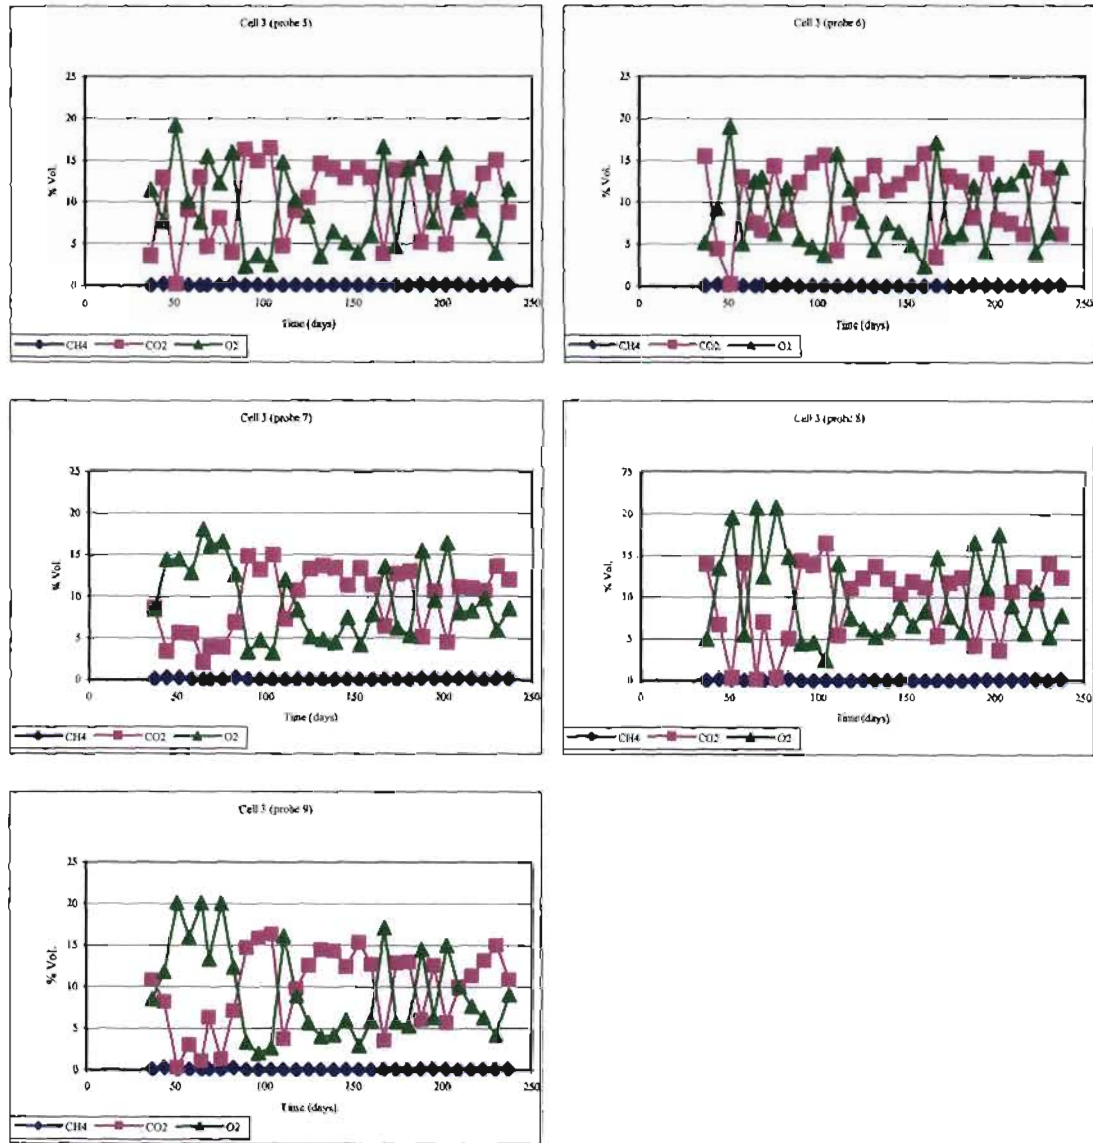 Cell 3 (probe 5)
25
20
15
10
5
0
% Vol.
0 50 100 150 200 250
Time (days)
CH4 CO2 O2
Cell 3 (probe 6)
25
20
15
10
5
0
% Vol.
0 50 100 150 200 250
Time (days)
CH4 CO2 O2
Cell 3 (probe 7)
25
20
15
10
5
0
% Vol.
0 50 100 150 200 250
Time (days)
CH4 CO2 O2
Cell 3 (probe 8)
25
20
15
10
5
0
% Vol.
0 50 100 150 200 250
Time (days)
CH4 CO2 O2
Cell 3 (probe 9)
25
20
15
10
5
0
% Vol.
0 50 100 150 200 250
Time (days)
CH4 CO2 O2